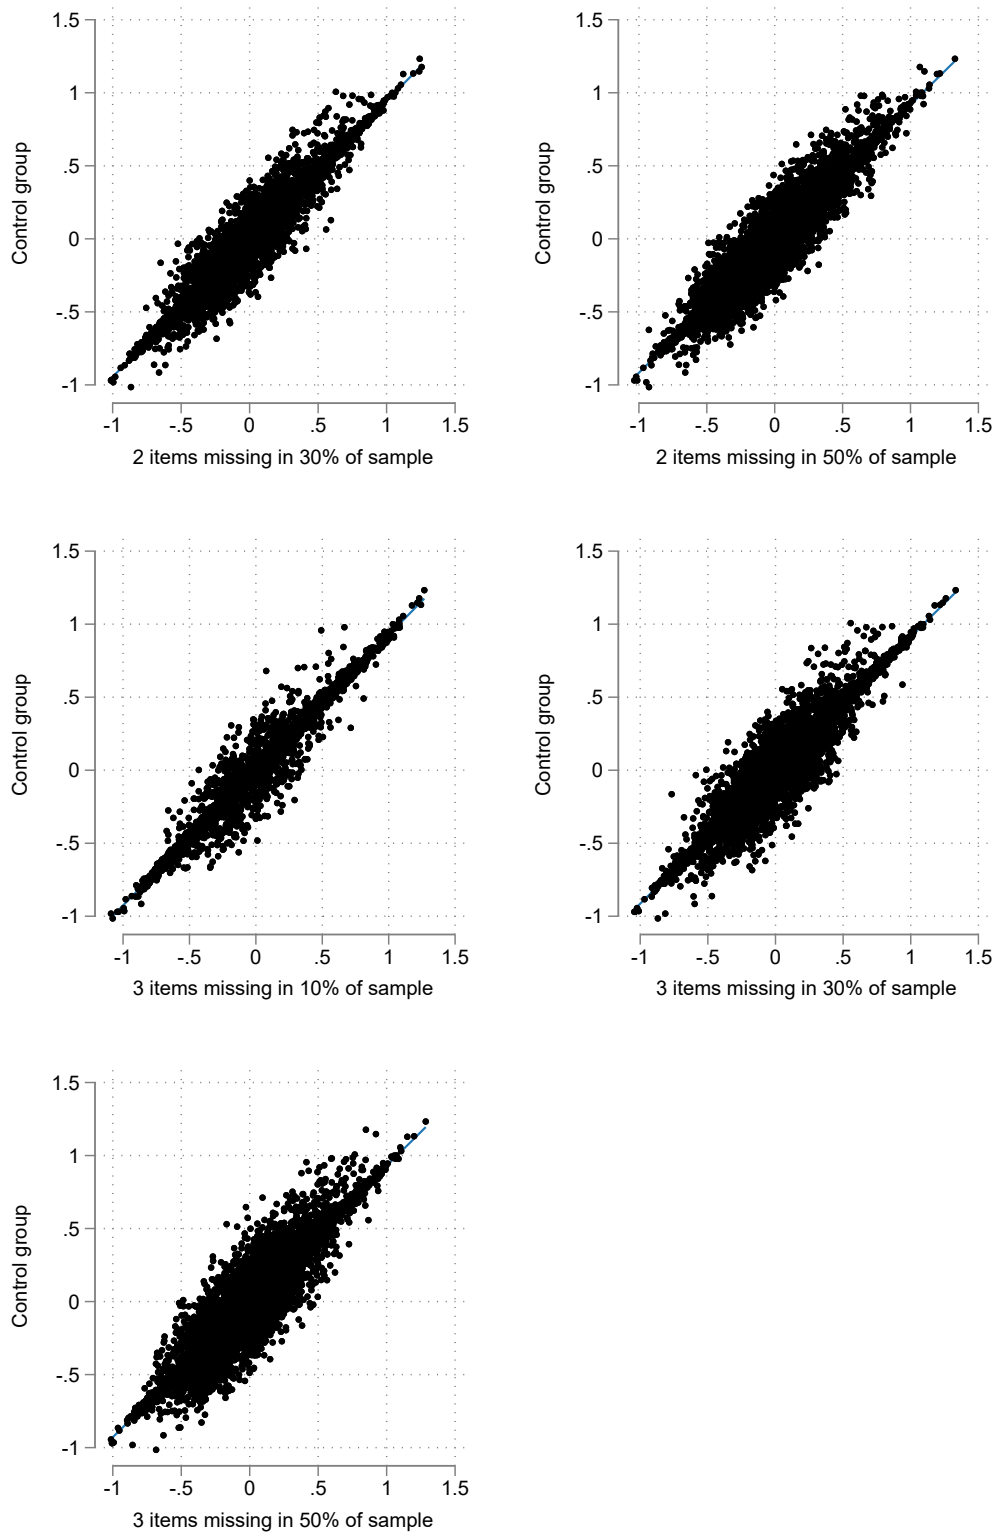 1.5
1
.5
0
-.5
-1
Control group
-1 -.5 0 .5 1 1.5
2 items missing in 30% of sample
1.5
1
.5
0
-.5
-1
Control group
-1 -.5 0 .5 1 1.5
2 items missing in 50% of sample
1.5
1
.5
0
-.5
-1
Control group
-1 -.5 0 .5 1 1.5
3 items missing in 10% of sample
1.5
1
.5
0
-.5
-1
Control group
-1 -.5 0 .5 1 1.5
3 items missing in 30% of sample
1.5
1
.5
0
-.5
-1
Control group
-1 -.5 0 .5 1 1.5
3 items missing in 50% of sample